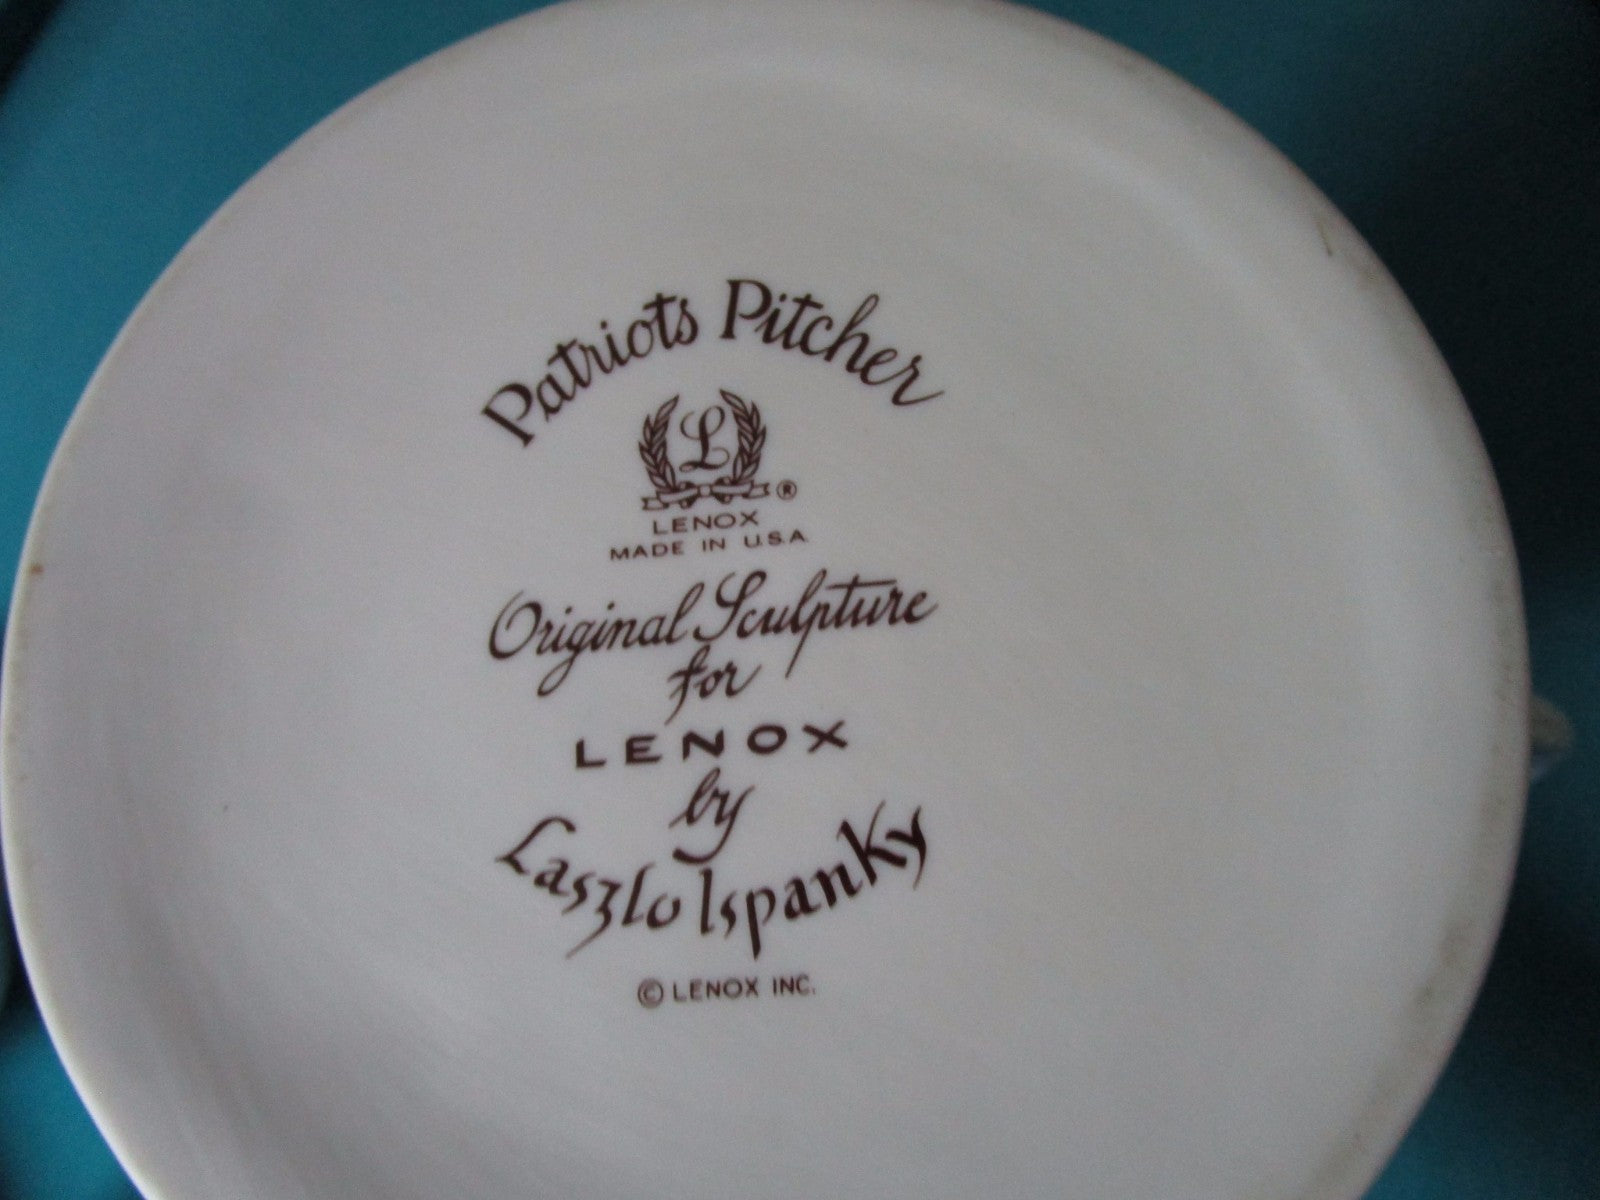 Patriots Pitcher
L ®
LENOX
MADE IN U.S.A.
Original Sculpture
for
LENOX
by
Laszlo Ispanky
© LENOX INC.